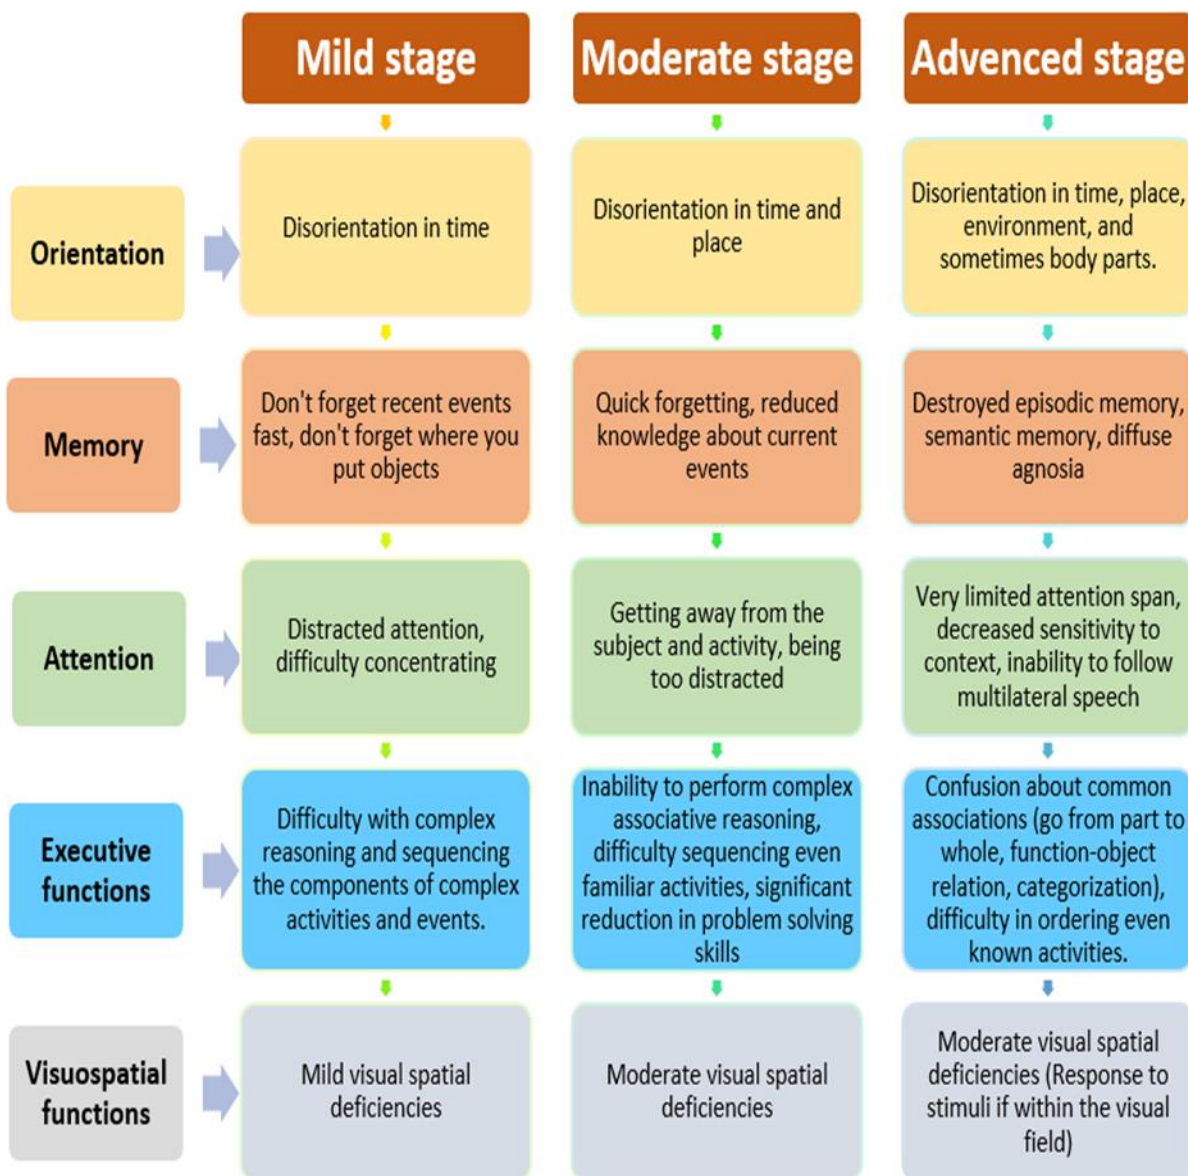 Mild stage
Moderate stage
Advenced stage
Orientation
Disorientation in time
Disorientation in time and
place
Disorientation in time, place,
environment, and
sometimes body parts.
Memory
Don't forget recent events
fast, don't forget where you
put objects
Quick forgetting, reduced
knowledge about current
events
Destroyed episodic memory,
semantic memory, diffuse
agnosia
Attention
Distracted attention,
difficulty concentrating
Getting away from the
subject and activity, being
too distracted
Very limited attention span,
decreased sensitivity to
context, inability to follow
multilateral speech
Executive
functions
Difficulty with complex
reasoning and sequencing
the components of complex
activities and events.
Inability to perform complex
associative reasoning,
difficulty sequencing even
familiar activities, significant
reduction in problem solving
skills
Confusion about common
associations (go from part to
whole, function-object
relation, categorization),
difficulty in ordering even
known activities.
Visuospatial
functions
Mild visual spatial
deficiencies
Moderate visual spatial
deficiencies
Moderate visual spatial
deficiencies (Response to
stimuli if within the visual
field)